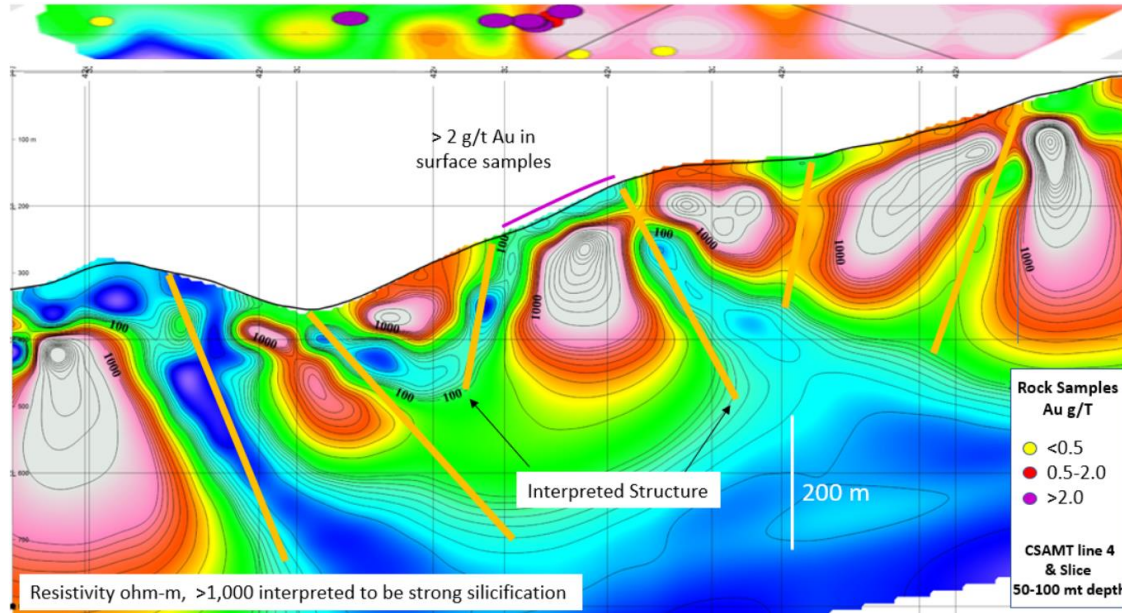 > 2 g/t Au in
surface samples
100 m
200
300
100
100
100
100
100
1000
1000
1000
1000
1000
1000
Interpreted Structure
200 m
Rock Samples
Au g/T
<0.5
0.5-2.0
>2.0
CSAMT line 4
& Slice
50-100 mt depth
Resistivity ohm-m, >1,000 interpreted to be strong silicification